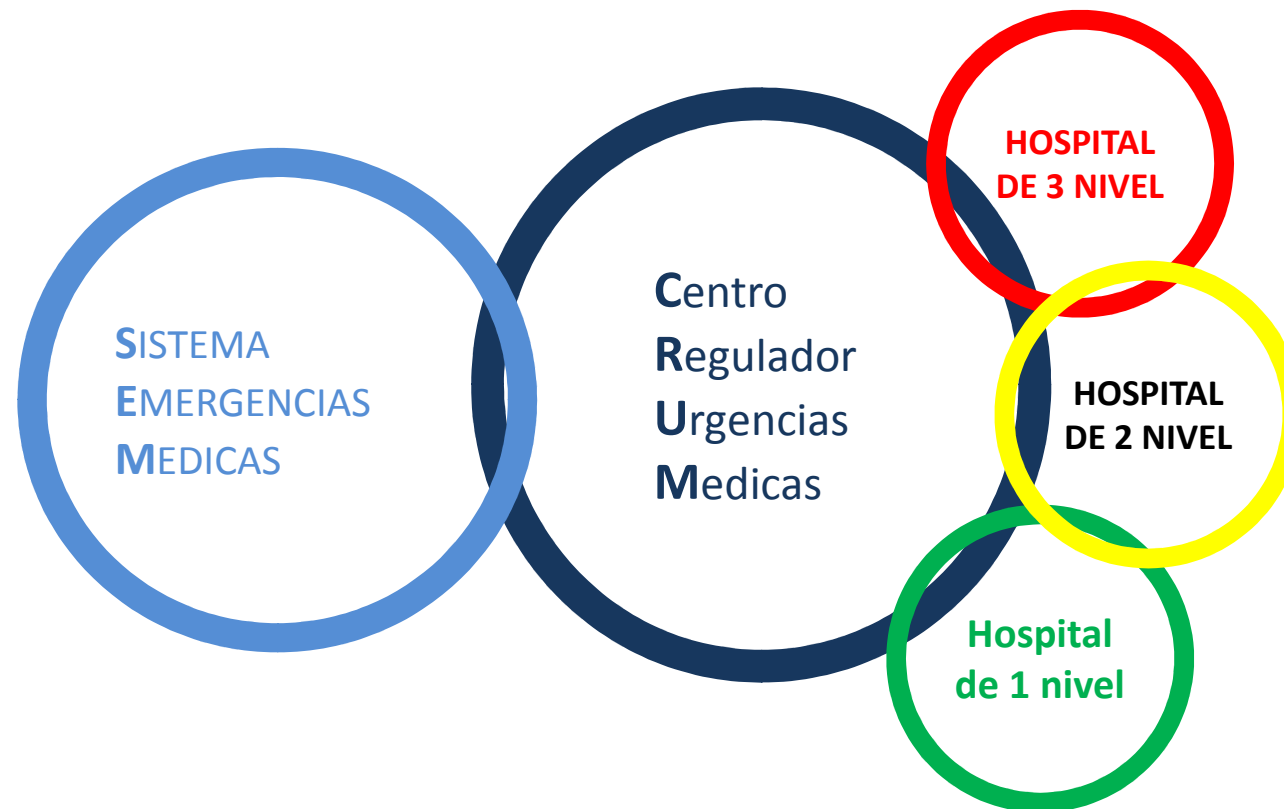 SISTEMA
EMERGENCIAS
MEDICAS
Centro
Regulador
Urgencias
Medicas
HOSPITAL
DE 3 NIVEL
HOSPITAL
DE 2 NIVEL
Hospital
de 1 nivel